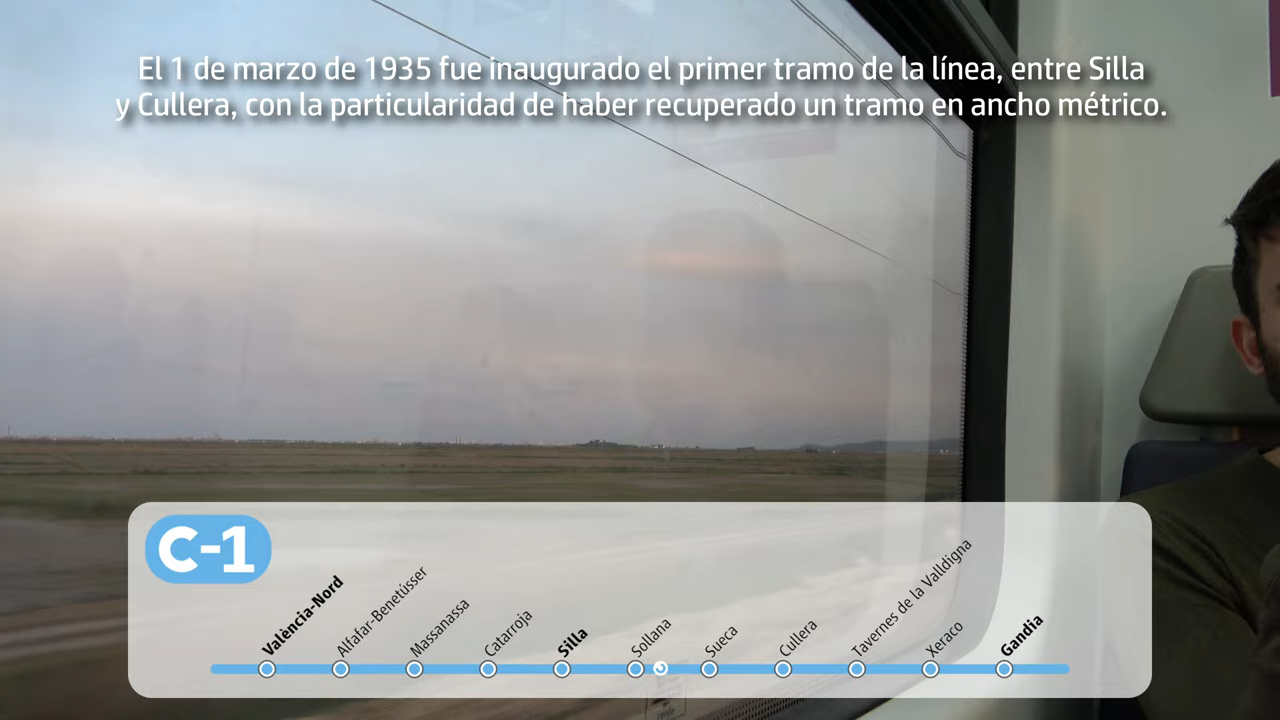 El 1 de marzo de 1935 fue inaugurado el primer tramo de la línea, entre Silla
y Cullera, con la particularidad de haber recuperado un tramo en ancho métrico.
C-1
València-Nord
Alfafar-Benetússer
Massanassa
Catarroja
Silla
Sollana
Sueca
Cullera
Tavernes de la Valldigna
Xeraco
Gandia